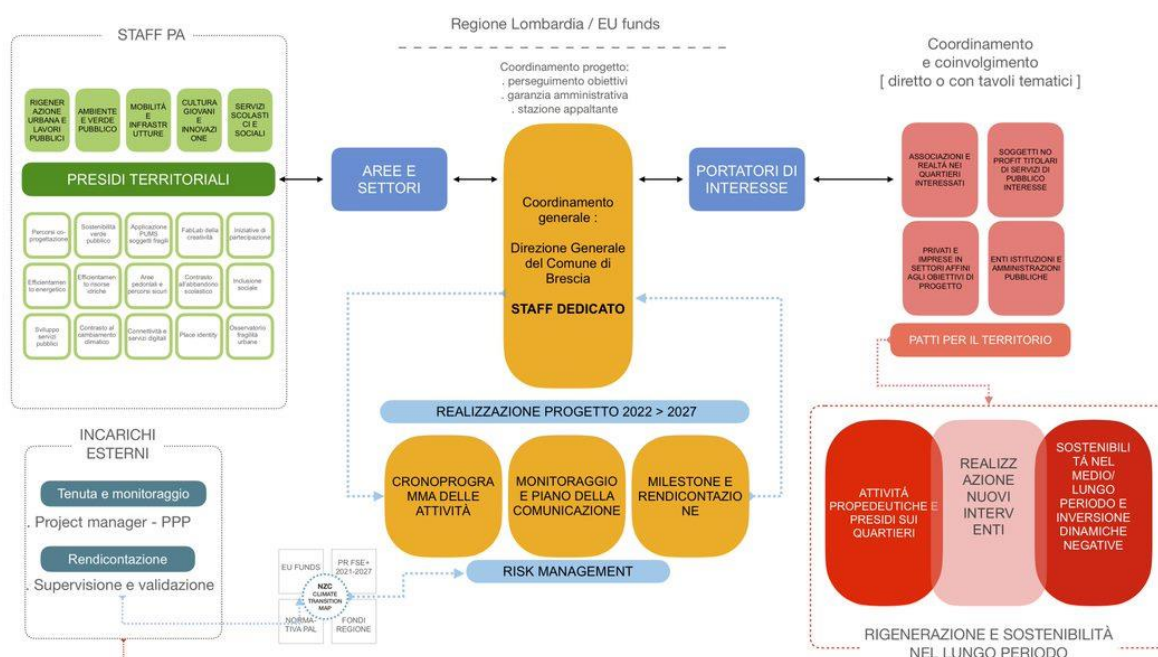 STAFF PA
RIGENER
AZIONE
URBANA E
LAVORI
PUBBLICI
AMBIENTE
E VERDE
PUBBLICO
MOBILITÀ
E
INFRASTR
UTTURE
CULTURA
GIOVANI E
INNOVAZI
ONE
SERVIZI
SCOLASTI
CI E
SOCIALI
PRESIDI TERRITORIALI
Percorsi co-
progettazione
Sostenibilità
verde
pubblico
Applicazione
PUMS
soggetti fragili
FabLab della
creatività
Iniziative di
partecipazione
Efficientamen
to energetico
Efficientamen
to risorse
idriche
Aree
pedonali e
percorsi sicuri
Contrasto
all'abbandono
scolastico
Inclusione
sociale
Sviluppo
servizi
pubblici
Contrasto al
cambiamento
climatico
Connettività e
servizi digitali
Place identity
Osservatorio
fragilità
urbane
AREE E
SETTORI
Regione Lombardia / EU funds
Coordinamento progetto:
. perseguimento obiettivi
. garanzia amministrativa
. stazione appaltante
Coordinamento
generale :
Direzione Generale
del Comune di
Brescia
STAFF DEDICATO
PORTATORI DI
INTERESSE
Coordinamento
e coinvolgimento
[ diretto o con tavoli tematici ]
ASSOCIAZIONI E
REALTÀ NEI
QUARTIERI
INTERESSATI
SOGGETTI NO
PROFIT TITOLARI
DI SERVIZI DI
PUBBLICO
INTERESSE
PRIVATI E
IMPRESE IN
SETTORI AFFINI
AGLI OBIETTIVI DI
PROGETTO
ENTI ISTITUZIONI E
AMMINISTRAZIONI
PUBBLICHE
PATTI PER IL TERRITORIO
REALIZZAZIONE PROGETTO 2022 > 2027
CRONOPROGRA
MMA DELLE
ATTIVITÀ
MONITORAGGIO
E PIANO DELLA
COMUNICAZIONE
MILESTONE E
RENDICONTAZIO
NE
RISK MANAGEMENT
INCARICHI
ESTERNI
Tenuta e monitoraggio
. Project manager - PPP
Rendicontazione
. Supervisione e validazione
EU FUNDS
PR FSE+
2021-2027
NZC
CLIMATE
TRANSITION
MAP
NORMA
TIVA PAL
FONDI
REGIONE
ATTIVITÁ
PROPEDEUTICHE E
PRESIDI SUI
QUARTIERI
REALIZZ
AZIONE
NUOVI
INTERV
ENTI
SOSTENIBILI
TÁ NEL
MEDIO/
LUNGO
PERIODO E
INVERSIONE
DINAMICHE
NEGATIVE
RIGENERAZIONE E SOSTENIBILITÀ
NEL LUNGO PERIODO